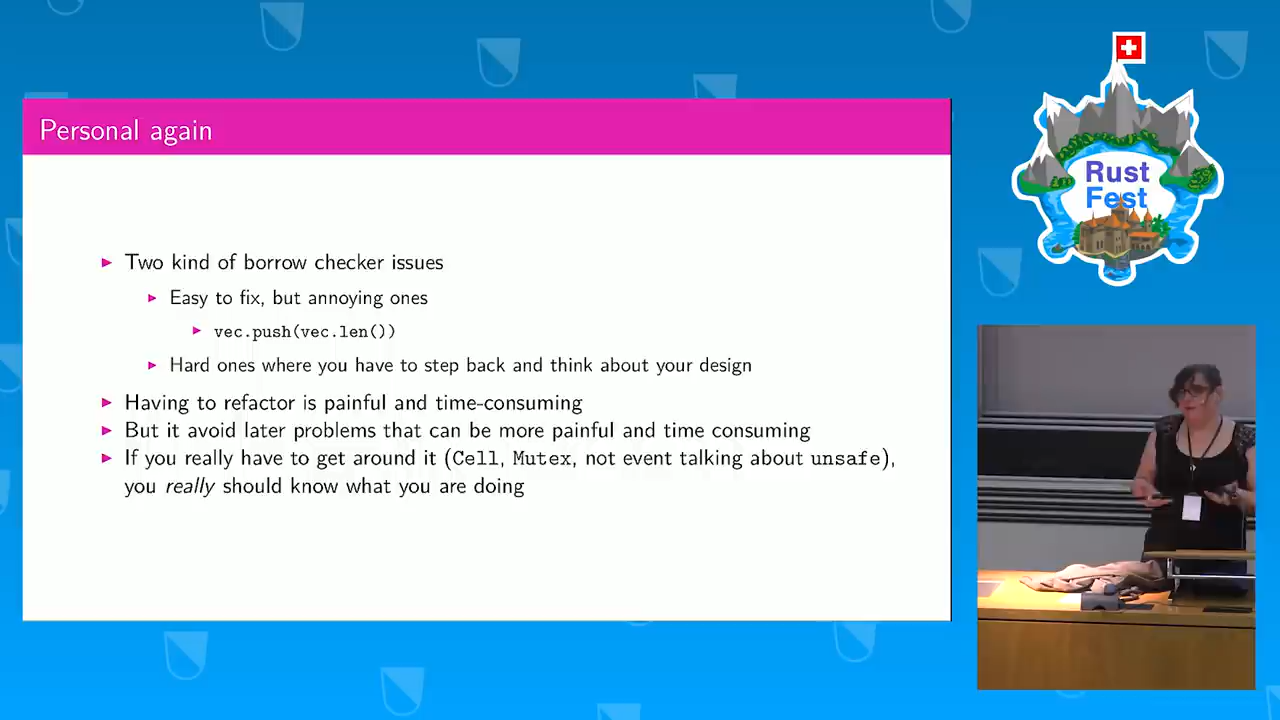 Personal again
Two kind of borrow checker issues
Easy to fix, but annoying ones
vec.push(vec.len())
Hard ones where you have to step back and think about your design
Having to refactor is painful and time-consuming
But it avoid later problems that can be more painful and time consuming
If you really have to get around it (Cell, Mutex, not event talking about unsafe),
you really should know what you are doing
Rust
Fest